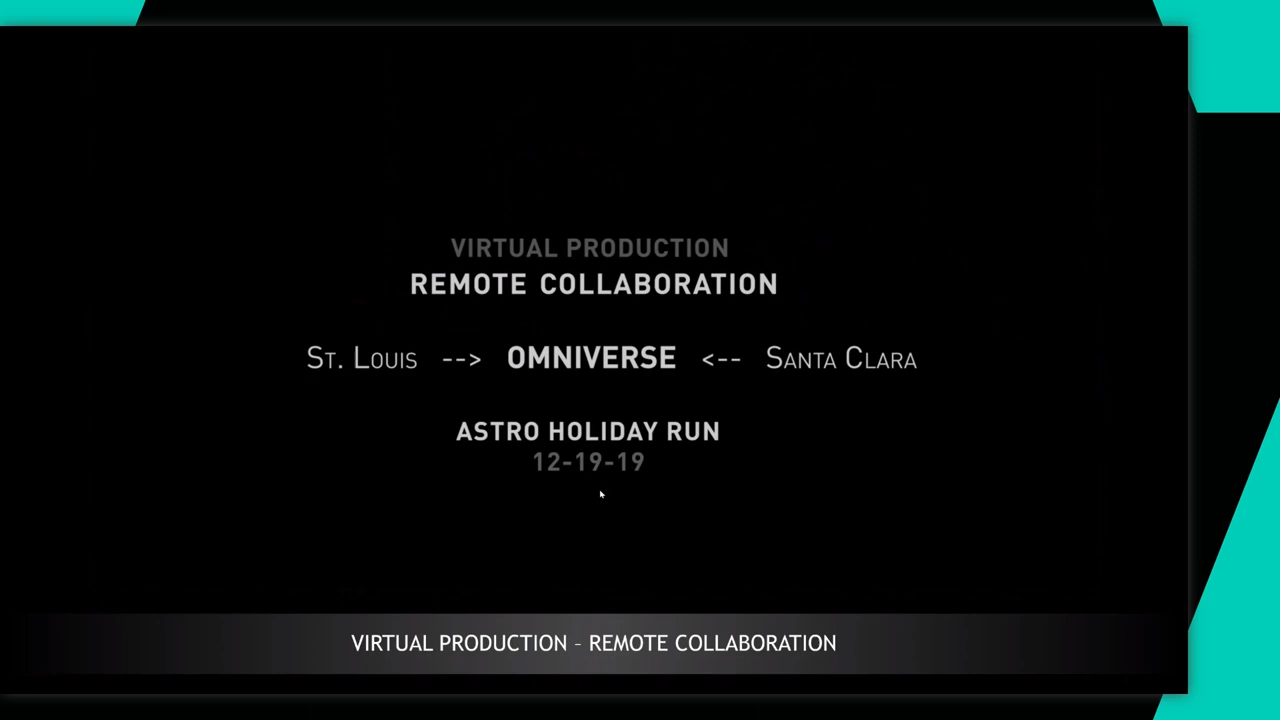 VIRTUAL PRODUCTION
REMOTE COLLABORATION
St. Louis --> OMNIVERSE <-- Santa Clara
ASTRO HOLIDAY RUN
12-19-19
VIRTUAL PRODUCTION – REMOTE COLLABORATION